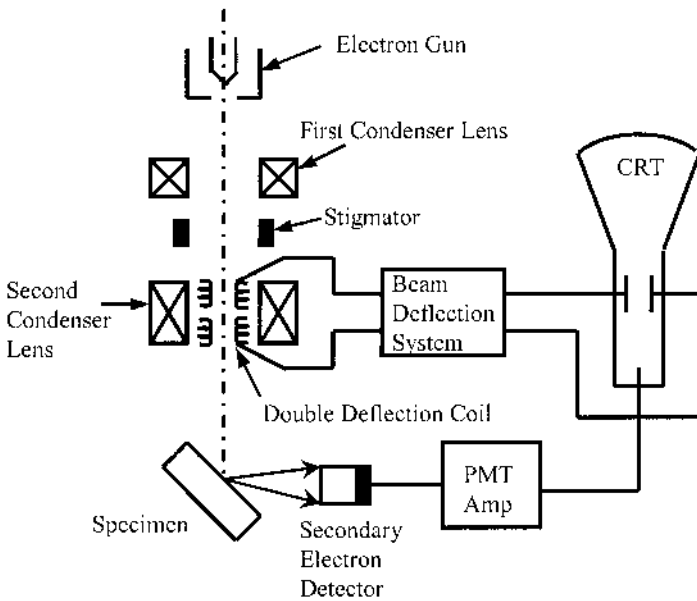 Electron Gun
First Condenser Lens
CRT
Stigmator
Second
Condenser
Lens
Beam
Deflection
System
Double Deflection Coil
PMT
Amp
Specimen
Secondary
Electron
Detector